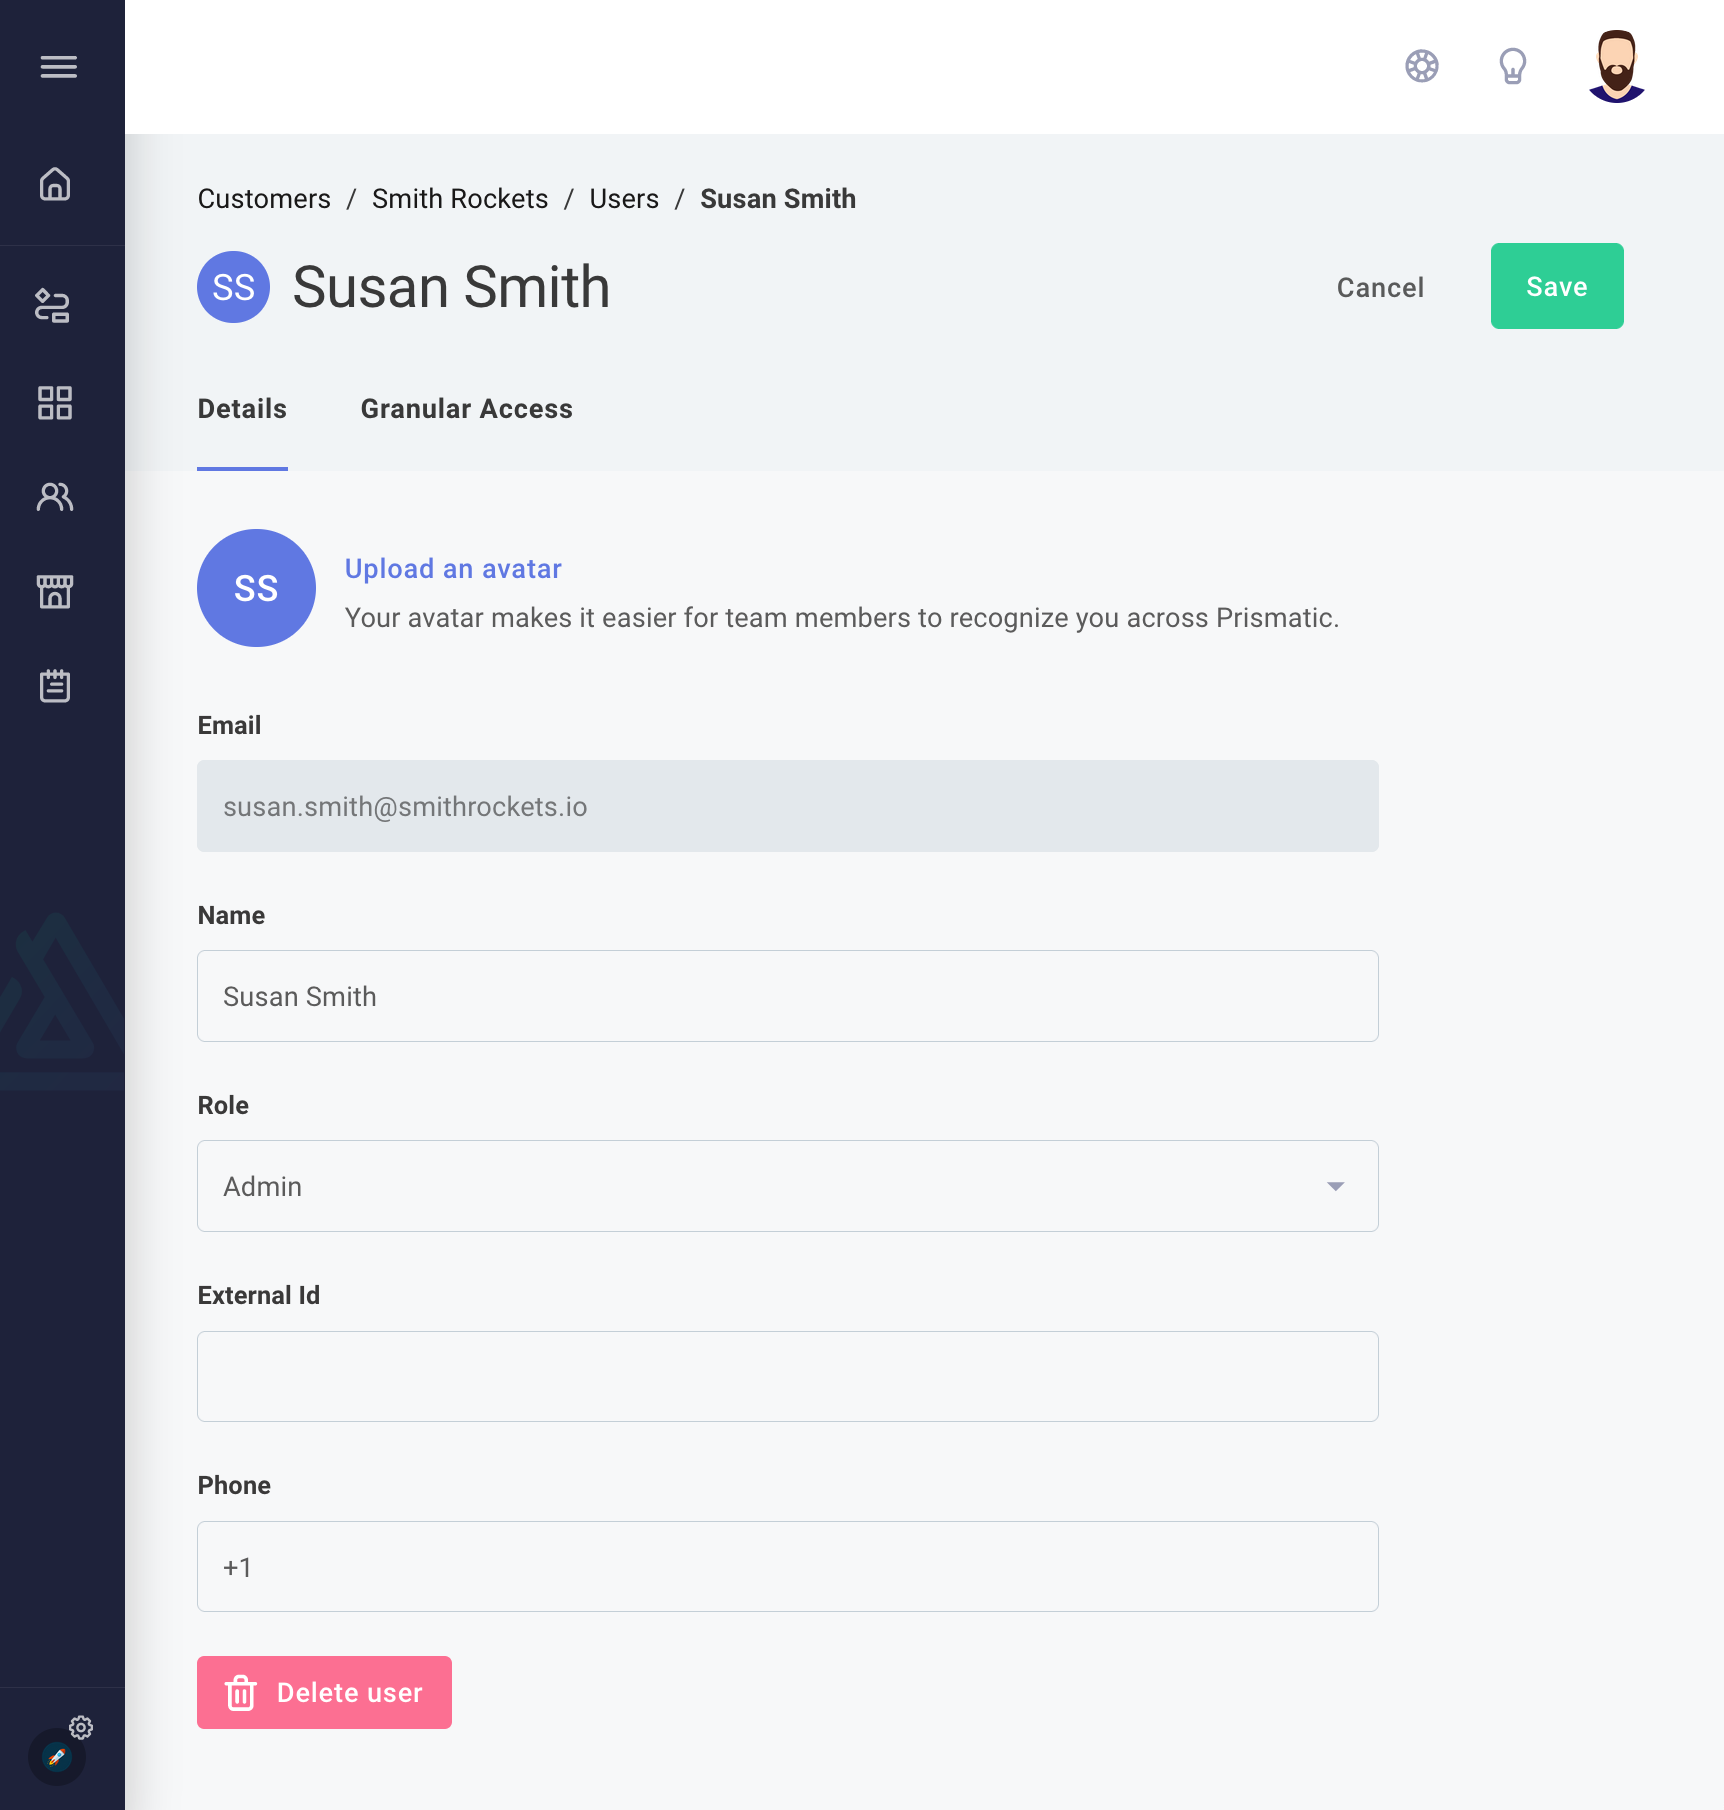 Customers / Smith Rockets / Users / Susan Smith
SS Susan Smith
Cancel
Save
Details
Granular Access
SS
Upload an avatar
Your avatar makes it easier for team members to recognize you across Prismatic.
Email
susan.smith@smithrockets.io
Name
Susan Smith
Role
Admin
External Id
Phone
+1
Delete user